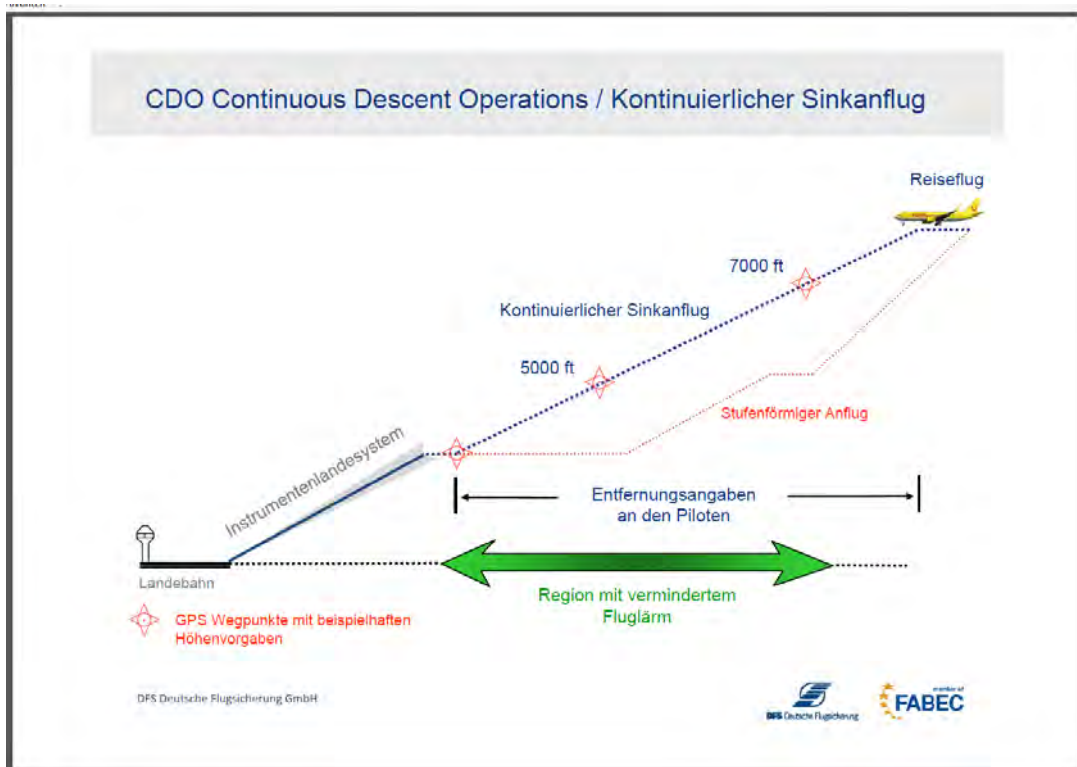 CDO Continuous Descent Operations / Kontinuierlicher Sinkanflug
Reiseflug
7000 ft
Kontinuierlicher Sinkanflug
5000 ft
Stufenförmiger Anflug
Instrumentenlandesystem
Entfernungsangaben
an den Piloten
Landebahn
Region mit vermindertem
Fluglärm
GPS Wegpunkte mit beispielhaften
Höhenvorgaben
DFS Deutsche Flugsicherung GmbH
DFS Deutsche Flugsicherung
member of
FABEC